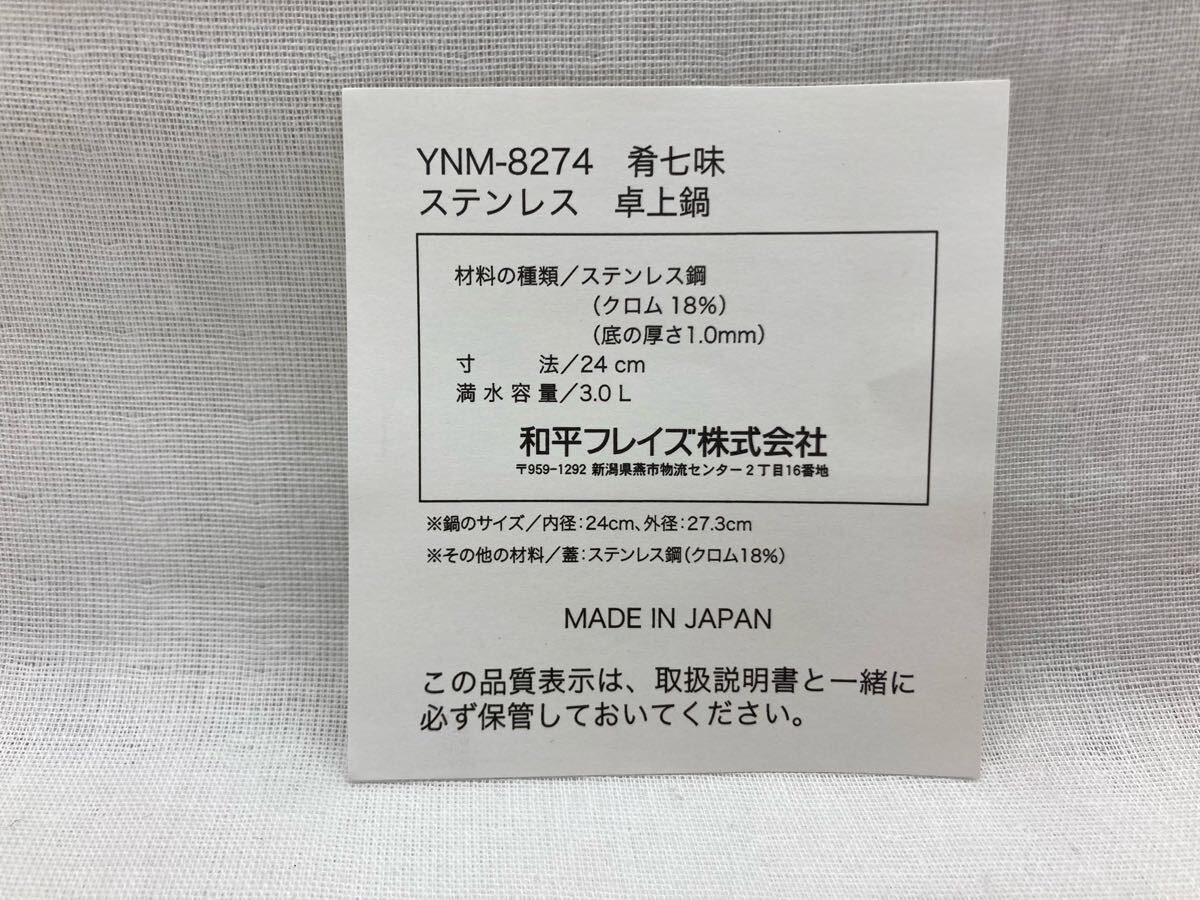 YNM-8274　肴七味
ステンレス　卓上鍋
材料の種類／ステンレス鋼
（クロム 18%）
（底の厚さ1.0mm）
寸　　法／24 cm
満 水 容 量／3.0 L
和平フレイズ株式会社
〒959-1292 新潟県燕市物流センター２丁目16番地
※鍋のサイズ／内径：24cm、外径：27.3cm
※その他の材料／蓋：ステンレス鋼（クロム18%）
MADE IN JAPAN
この品質表示は、取扱説明書と一緒に
必ず保管しておいてください。